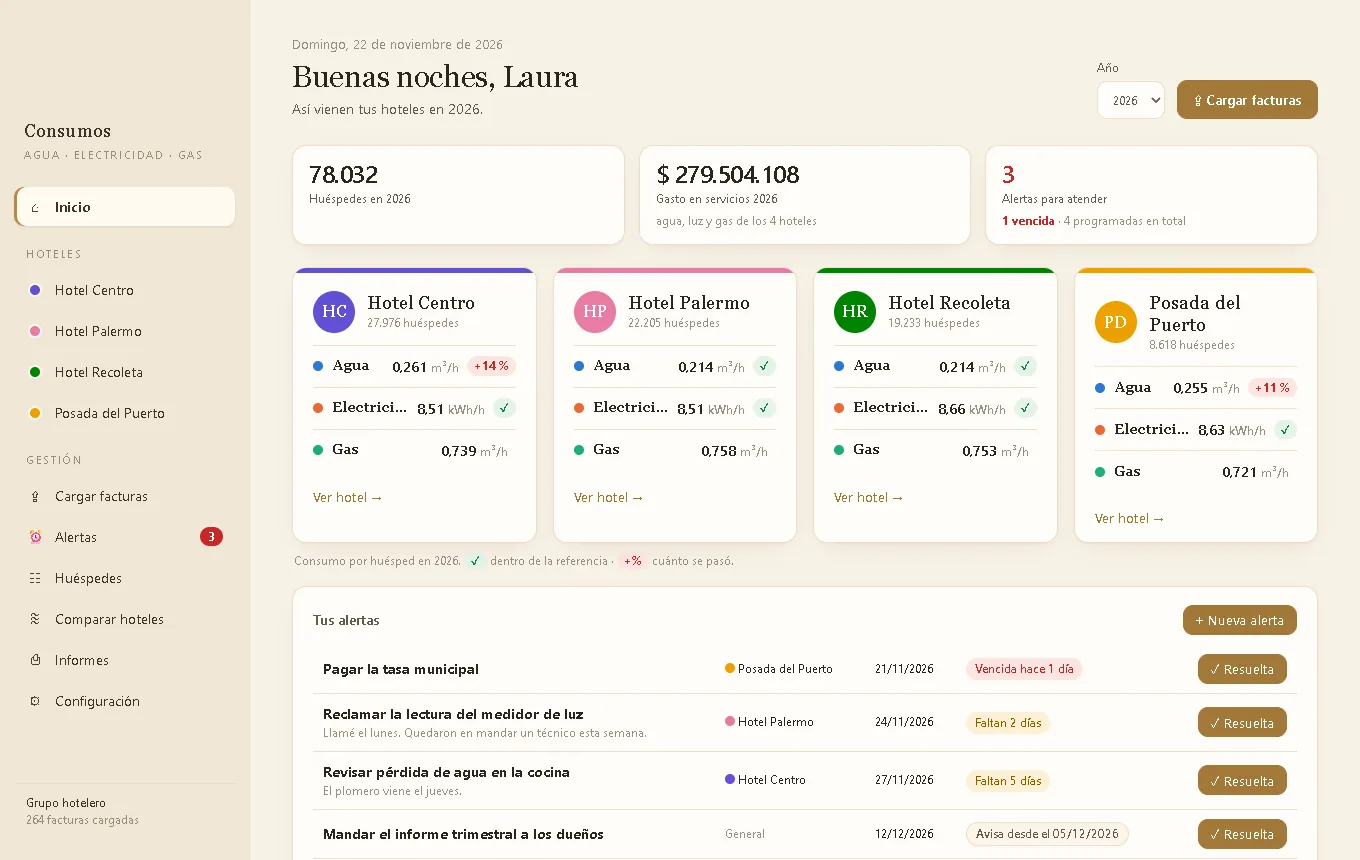 Consumos
AGUA · ELECTRICIDAD · GAS
Inicio
HOTELES
Hotel Centro
Hotel Palermo
Hotel Recoleta
Posada del Puerto
GESTIÓN
Cargar facturas
Alertas 3
Huéspedes
Comparar hoteles
Informes
Configuración
Grupo hotelero
264 facturas cargadas
Domingo, 22 de noviembre de 2026
Buenas noches, Laura
Así vienen tus hoteles en 2026.
Año
2026
⇪ Cargar facturas
78.032
Huéspedes en 2026
$ 279.504.108
Gasto en servicios 2026
agua, luz y gas de los 4 hoteles
3
Alertas para atender
1 vencida · 4 programadas en total
HC Hotel Centro
27.976 huéspedes
Agua 0,261 m³/h +14 %
Electrici... 8,51 kWh/h ✓
Gas 0,739 m³/h
Ver hotel →
HP Hotel Palermo
22.205 huéspedes
Agua 0,214 m³/h ✓
Electrici... 8,51 kWh/h ✓
Gas 0,758 m³/h
Ver hotel →
HR Hotel Recoleta
19.233 huéspedes
Agua 0,214 m³/h ✓
Electrici... 8,66 kWh/h ✓
Gas 0,753 m³/h
Ver hotel →
PD Posada del
Puerto
8.618 huéspedes
Agua 0,255 m³/h +11 %
Electrici... 8,63 kWh/h ✓
Gas 0,721 m³/h
Ver hotel →
Consumo por huésped en 2026. ✓ dentro de la referencia · +% cuánto se pasó.
Tus alertas
+ Nueva alerta
Pagar la tasa municipal Posada del Puerto 21/11/2026 Vencida hace 1 día ✓ Resuelta
Reclamar la lectura del medidor de luz Hotel Palermo 24/11/2026 Faltan 2 días ✓ Resuelta
Llamé el lunes. Quedaron en mandar un técnico esta semana.
Revisar pérdida de agua en la cocina Hotel Centro 27/11/2026 Faltan 5 días ✓ Resuelta
El plomero viene el jueves.
Mandar el informe trimestral a los dueños General 12/12/2026 Avisa desde el 05/12/2026 ✓ Resuelta